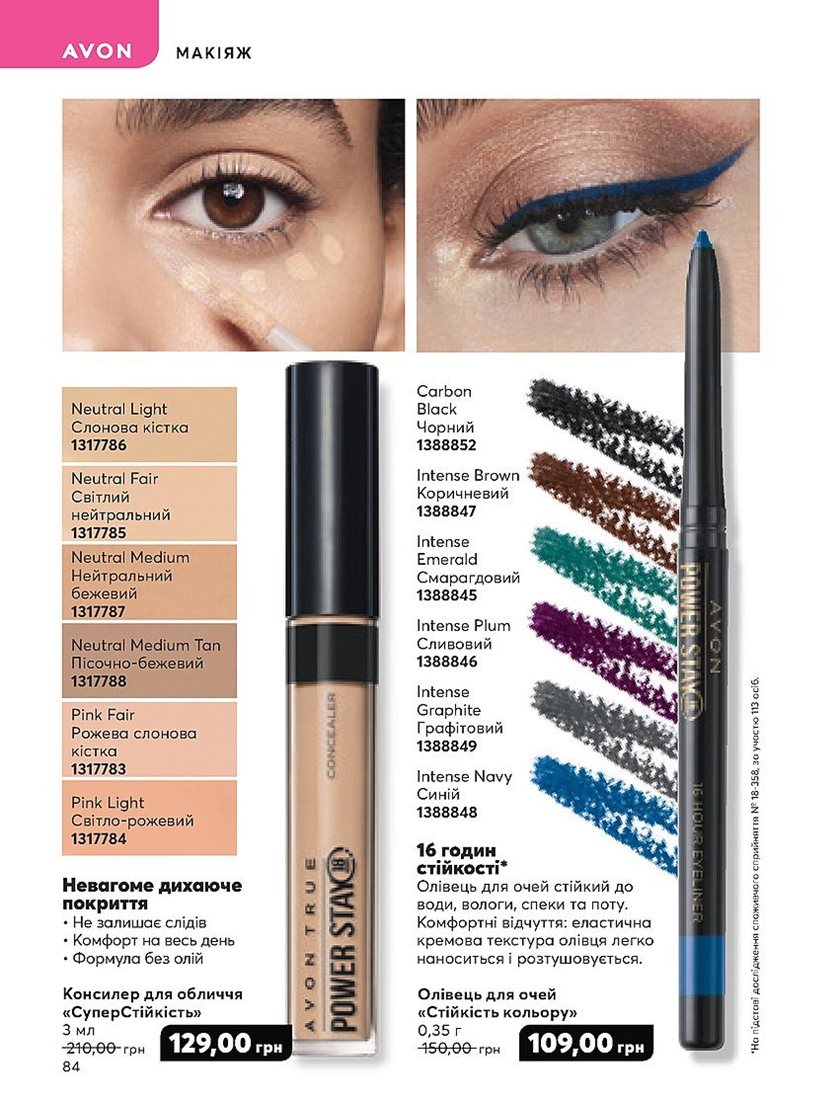 AVON
МАКІЯЖ
Neutral Light
Слонова кістка
1317786
Neutral Fair
Світлий
нейтральний
1317785
Neutral Medium
Нейтральний
бежевий
1317787
Neutral Medium Tan
Пісочно-бежевий
1317788
Pink Fair
Рожева слонова
кістка
1317783
Pink Light
Світло-рожевий
1317784
Невагоме дихаюче
покриття
• Не залишає слідів
• Комфорт на весь день
• Формула без олій
Консилер для обличчя
«СуперСтійкість»
3 мл
210,00 грн
129,00 грн
84
CONCEALER
AVON TRUE
POWER STAY 18
Carbon
Black
Чорний
1388852
Intense Brown
Коричневий
1388847
Intense
Emerald
Смарагдовий
1388845
Intense Plum
Сливовий
1388846
Intense
Graphite
Графітовий
1388849
Intense Navy
Синій
1388848
16 годин
стійкості*
Олівець для очей стійкий до
води, вологи, спеки та поту.
Комфортні відчуття: еластична
кремова текстура олівця легко
наноситься і розтушовується.
Олівець для очей
«Стійкість кольору»
0,35 г
150,00 грн
109,00 грн
AVON
POWER STAY 16
16 HOUR EYELINER
*На підставі дослідження споживчого сприйняття № 18-358, за участю 113 осіб.